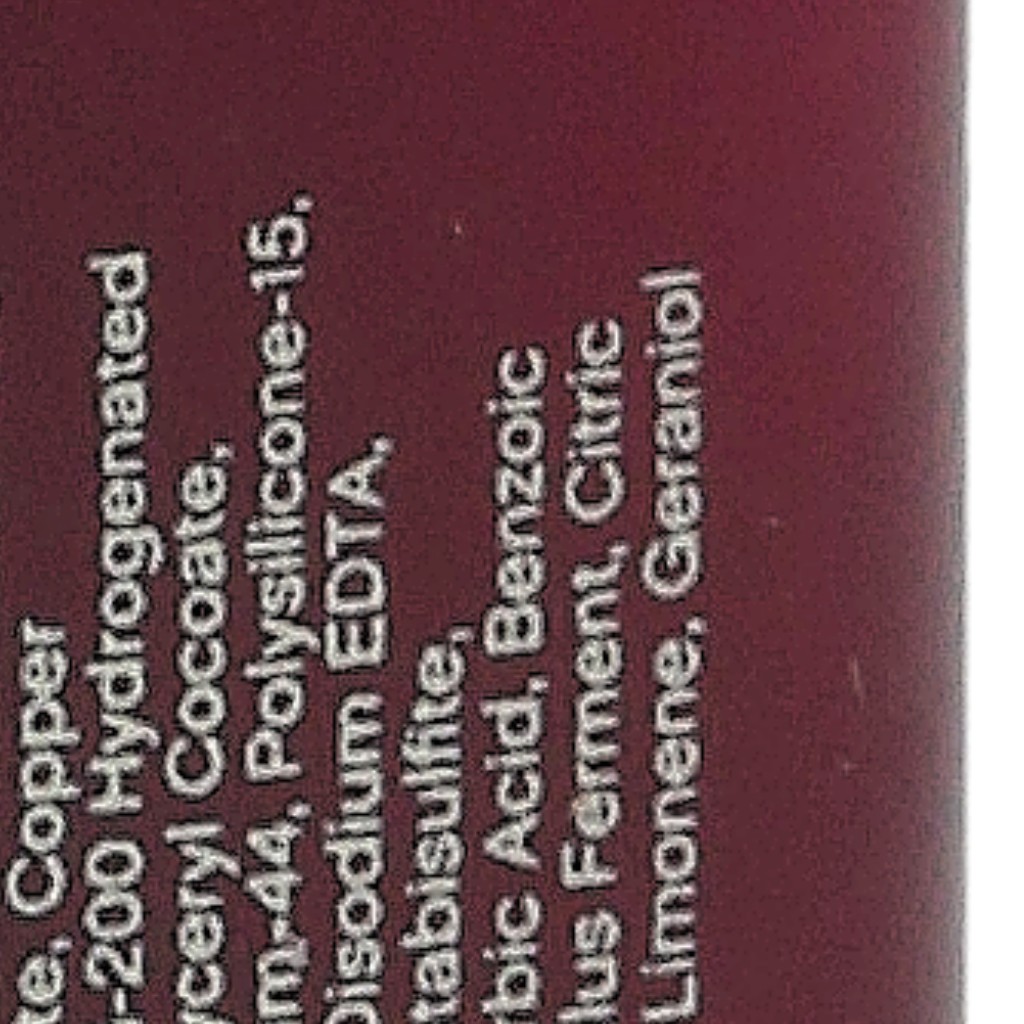 te, Copper
-200 Hydrogenated
yceryl Cocoate,
m-44, Polysilicone-15,
Disodium EDTA,
tabisulfite,
rbic Acid, Benzoic
lus Ferment, Citric
Limonene, Geraniol